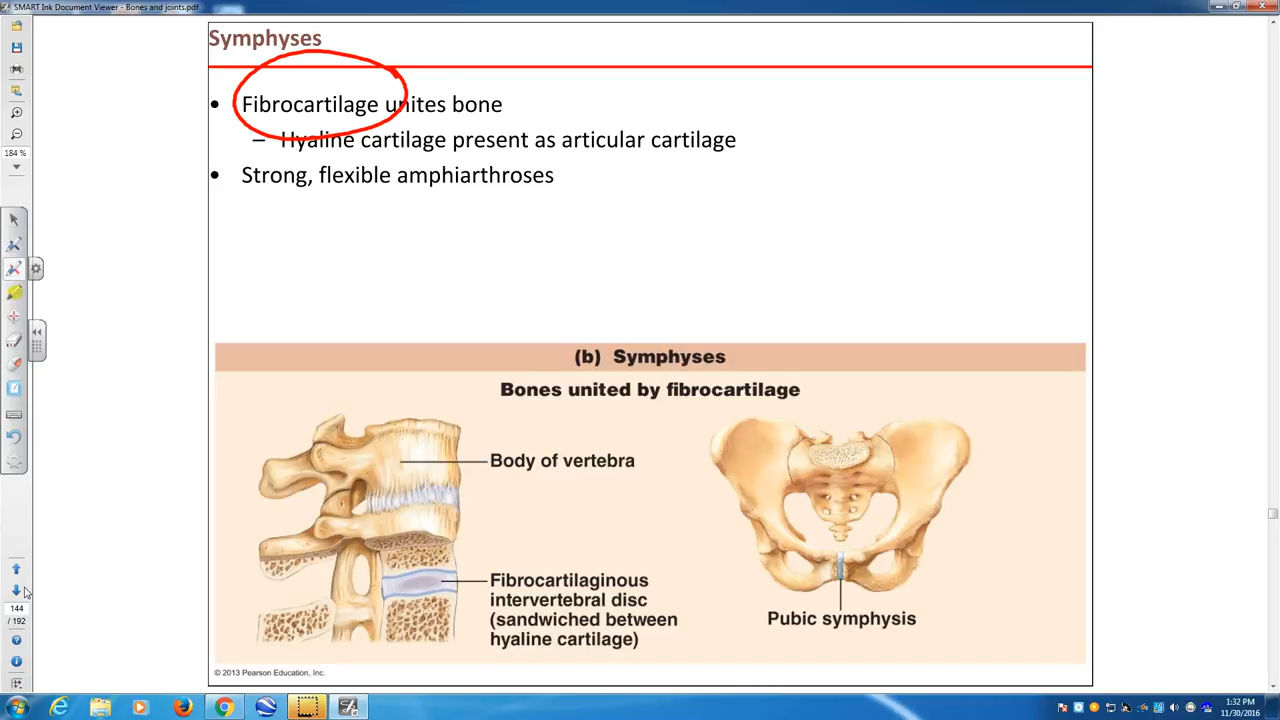 SMART Ink Document Viewer - Bones and joints.pdf
Symphyses
• Fibrocartilage unites bone
– Hyaline cartilage present as articular cartilage
• Strong, flexible amphiarthroses
184 %
(b) Symphyses
Bones united by fibrocartilage
Body of vertebra
Fibrocartilaginous
intervertebral disc
(sandwiched between
hyaline cartilage)
Pubic symphysis
144
/ 192
© 2013 Pearson Education, Inc.
1:32 PM
11/30/2016